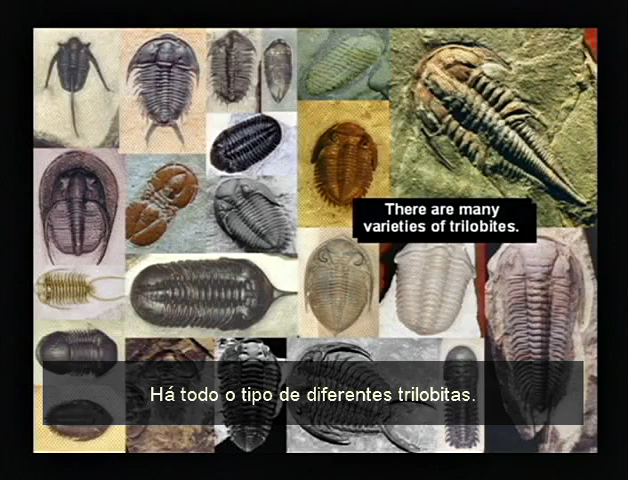 There are many
varieties of trilobites.
Há todo o tipo de diferentes trilobitas.